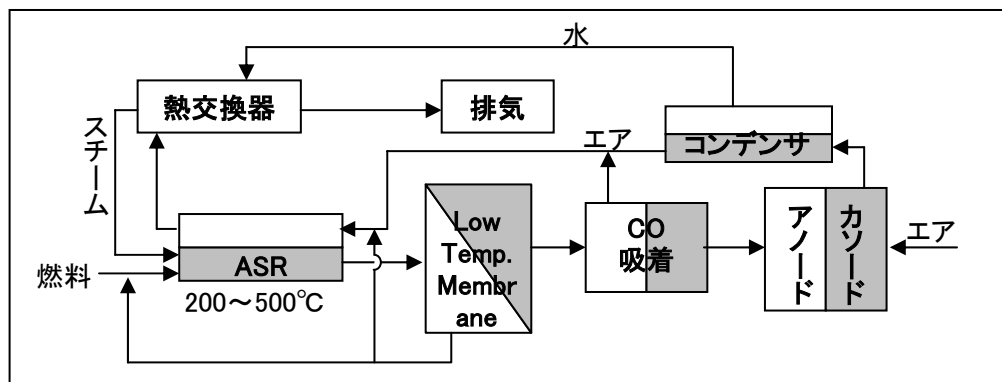 水
熱交換器
排気
エア
コンデンサ
スチーム
Low
Temp.
Membr
ane
CO
吸着
アノード
カソード
エア
燃料
ASR
200～500℃